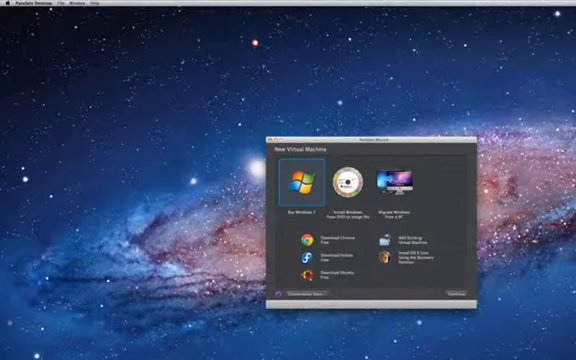 Parallels Desktop File Window Help
Parallels Wizard
New Virtual Machine
Buy Windows 7
Install Windows
from DVD or image file
Migrate Windows
from a PC
Download Chrome
Free
Add Existing
Virtual Machine
Download Fedora
Free
Install OS X Lion
Using the Recovery
Partition
Download Ubuntu
Free
Convenience Store
Continue